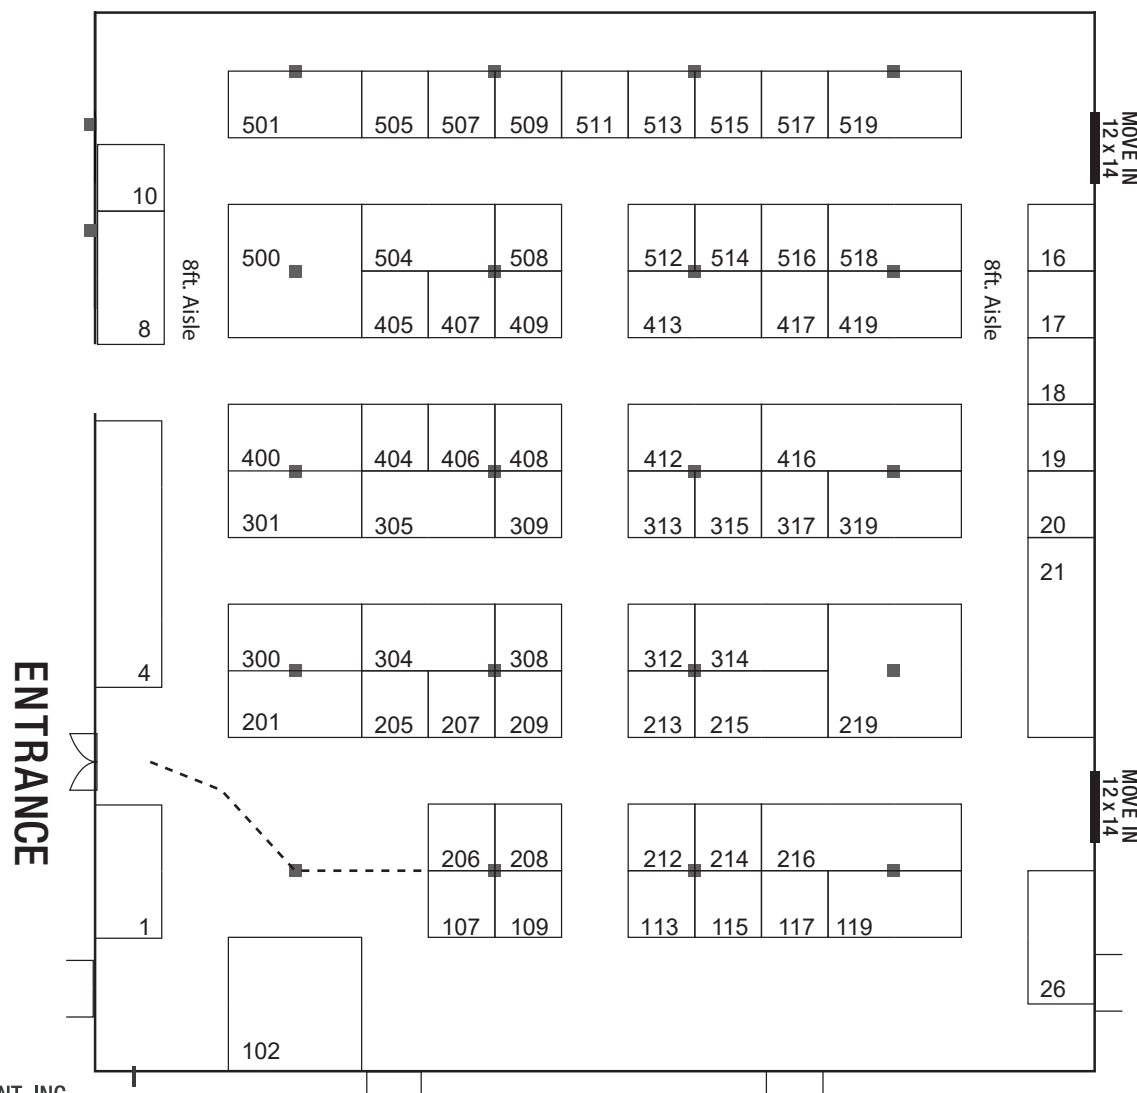 501 505 507 509 511 513 515 517 519
MOVE IN
12 x 14
10
500 504 508 512 514 516 518 16
8ft. Aisle
8ft. Aisle
8 405 407 409 413 417 419 17
18
400 404 406 408 412 416 19
301 305 309 313 315 317 319 20
21
4 300 304 308 312 314
201 205 207 209 213 215 219
ENTRANCE
MOVE IN
12 x 14
206 208 212 214 216
1 107 109 113 115 117 119
26
102